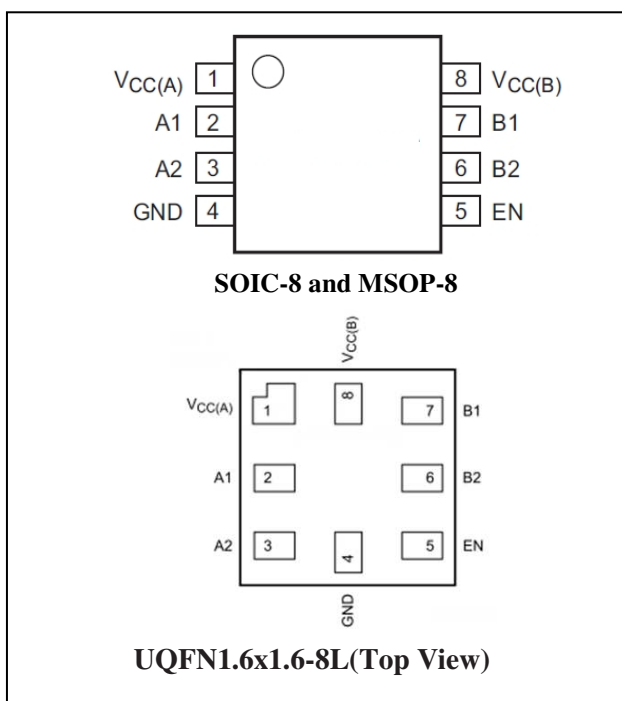 VCC(A) 1 8 VCC(B)
A1 2 7 B1
A2 3 6 B2
GND 4 5 EN
SOIC-8 and MSOP-8
VCC(B)
VCC(A) 1 8 7 B1
A1 2 6 B2
A2 3 4 5 EN
GND
UQFN1.6x1.6-8L(Top View)